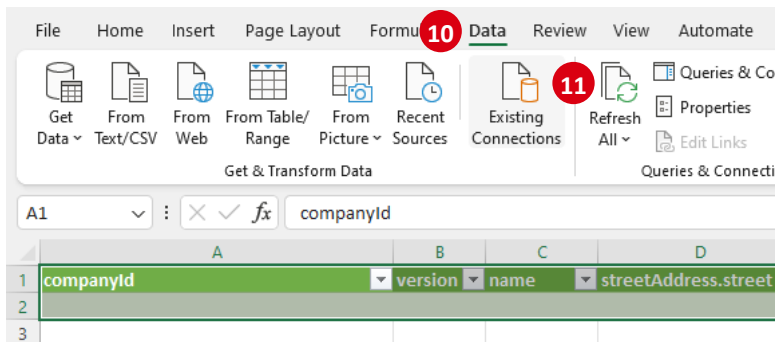 File Home Insert Page Layout Formu 10 Data Review View Automate
Get Data From Text/CSV From Web From Table/ Range From Picture Recent Sources Existing Connections 11 Refresh All Queries & Co
Properties
Edit Links
Get & Transform Data Queries & Connecti
A1 fx companyId
A B C D
1 companyId version name streetAddress.street
2
3